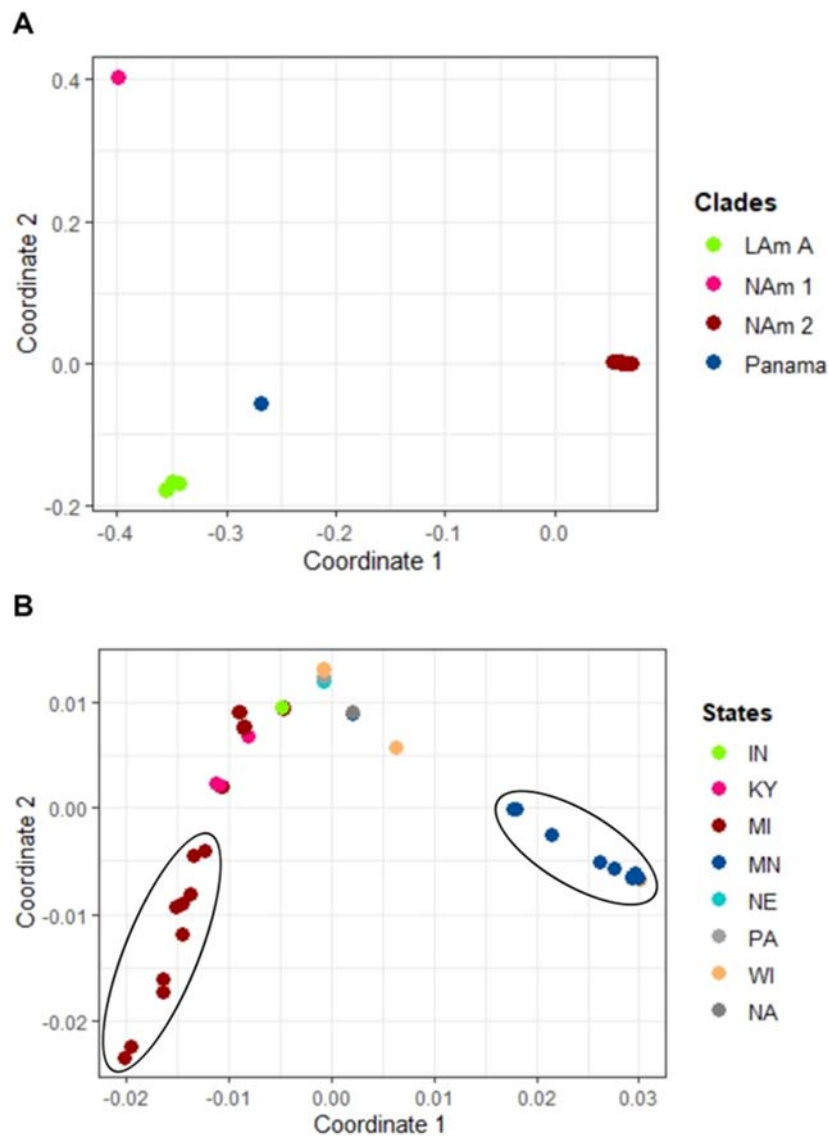 A
0.4
0.2
0.0
-0.2
Coordinate 2
-0.4
-0.3
-0.2
-0.1
0.0
Coordinate 1
Clades
LAm A
NAm 1
NAm 2
Panama
B
0.01
0.00
-0.01
-0.02
Coordinate 2
-0.02
-0.01
0.00
0.01
0.02
0.03
Coordinate 1
States
IN
KY
MI
MN
NE
PA
WI
NA